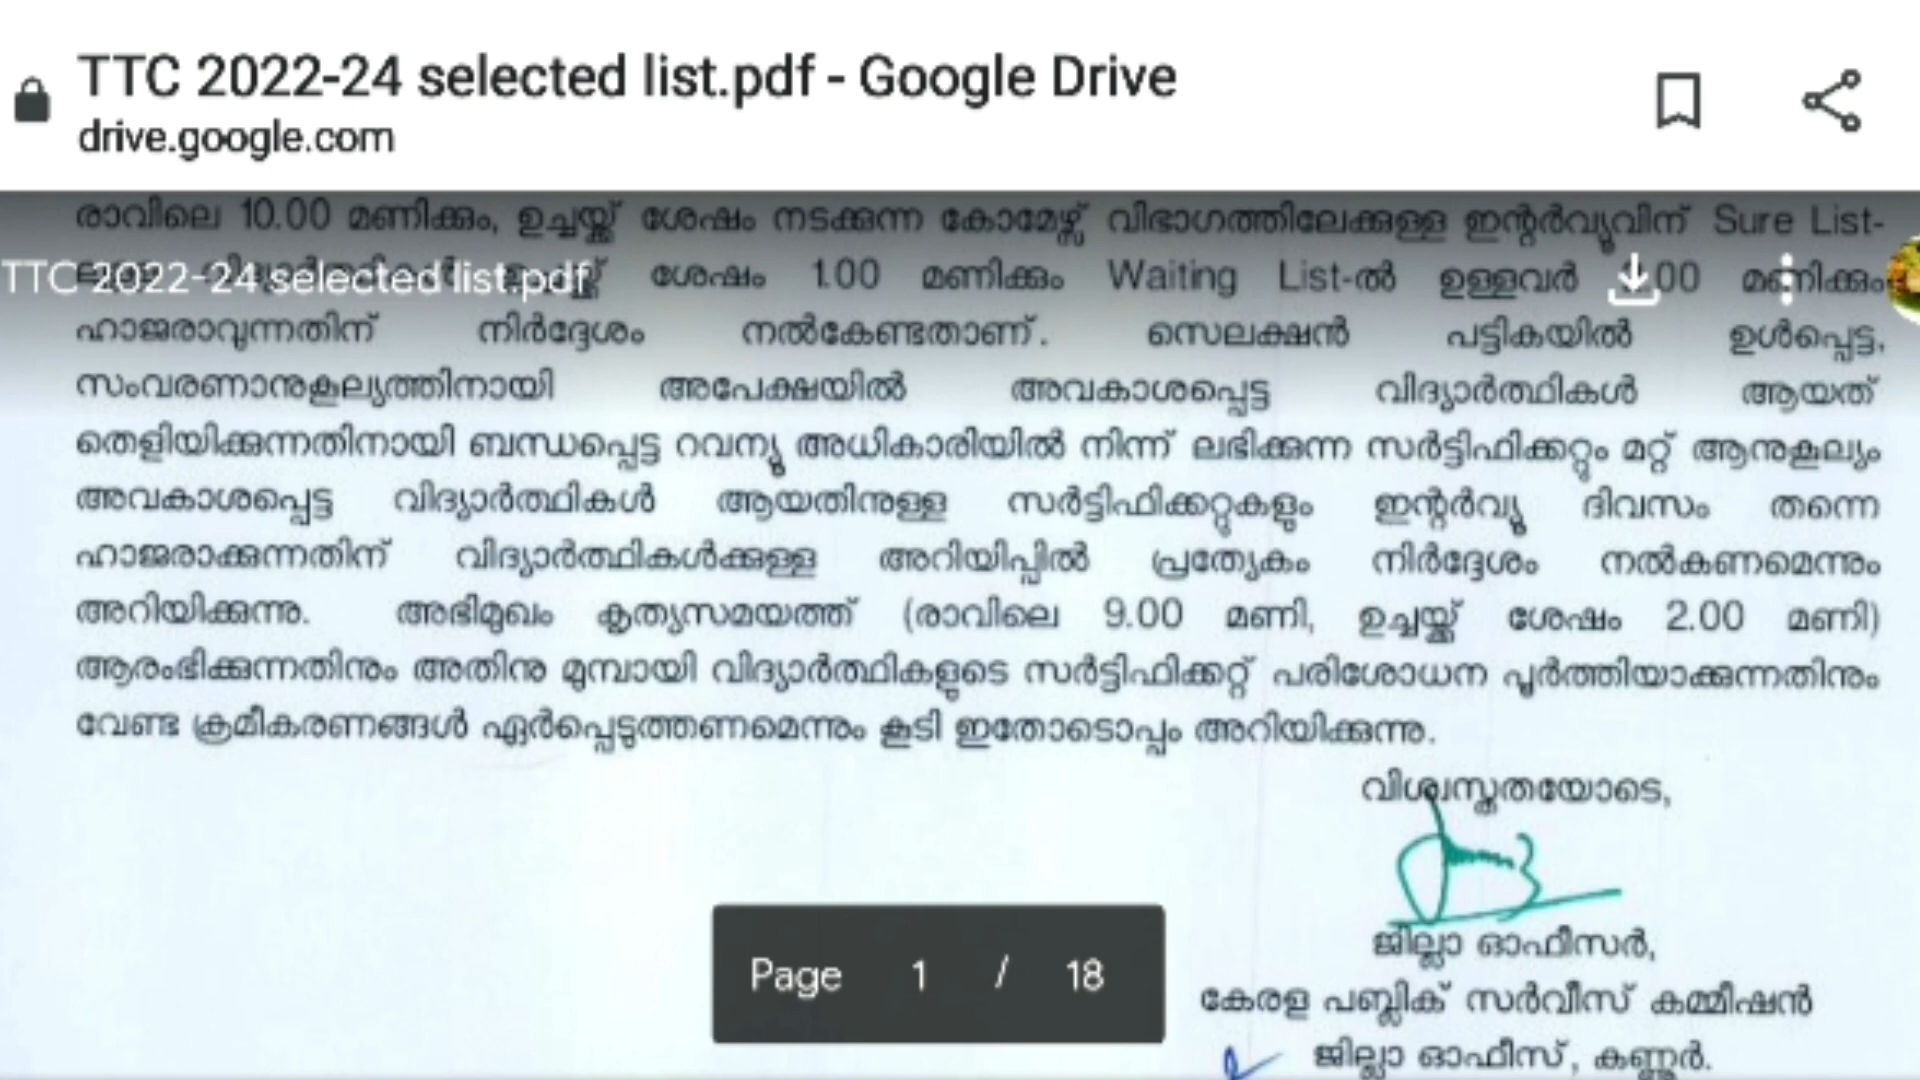 TTC 2022-24 selected list.pdf - Google Drive
drive.google.com
രാവിലെ 10.00 മണിക്കും, ഉച്ചയ്ക്ക് ശേഷം നടക്കുന്ന കോമേഴ്സ് വിഭാഗത്തിലേക്കുള്ള ഇന്റർവ്യൂവിന് Sure List-
TTC 2022-24 selected list.pdf
ശേഷം 1.00 മണിക്കും Waiting List-ൽ ഉള്ളവർ മണിക്കും
ഹാജരാവുന്നതിന് നിർദ്ദേശം നൽകേണ്ടതാണ്. സെലക്ഷൻ പട്ടികയിൽ ഉൾപ്പെട്ട,
സംവരണാനുകൂല്യത്തിനായി അപേക്ഷയിൽ അവകാശപ്പെട്ട വിദ്യാർത്ഥികൾ ആയത്
തെളിയിക്കുന്നതിനായി ബന്ധപ്പെട്ട റവന്യൂ അധികാരിയിൽ നിന്ന് ലഭിക്കുന്ന സർട്ടിഫിക്കറ്റും മറ്റ് ആനുകൂല്യം
അവകാശപ്പെട്ട വിദ്യാർത്ഥികൾ ആയതിനുള്ള സർട്ടിഫിക്കറ്റുകളും ഇന്റർവ്യൂ ദിവസം തന്നെ
ഹാജരാക്കുന്നതിന് വിദ്യാർത്ഥികൾക്കുള്ള അറിയിപ്പിൽ പ്രത്യേകം നിർദ്ദേശം നൽകണമെന്നും
അറിയിക്കുന്നു. അഭിമുഖം കൃത്യസമയത്ത് (രാവിലെ 9.00 മണി, ഉച്ചയ്ക്ക് ശേഷം 2.00 മണി)
ആരംഭിക്കുന്നതിനും അതിനു മുമ്പായി വിദ്യാർത്ഥികളുടെ സർട്ടിഫിക്കറ്റ് പരിശോധന പൂർത്തിയാക്കുന്നതിനും
വേണ്ട ക്രമീകരണങ്ങൾ ഏർപ്പെടുത്തണമെന്നും കൂടി ഇതോടൊപ്പം അറിയിക്കുന്നു.
വിശ്വസ്തതയോടെ,
ജില്ലാ ഓഫീസർ,
Page 1 / 18
കേരള പബ്ലിക് സർവീസ് കമ്മീഷൻ
ജില്ലാ ഓഫീസ്, കണ്ണൂർ.